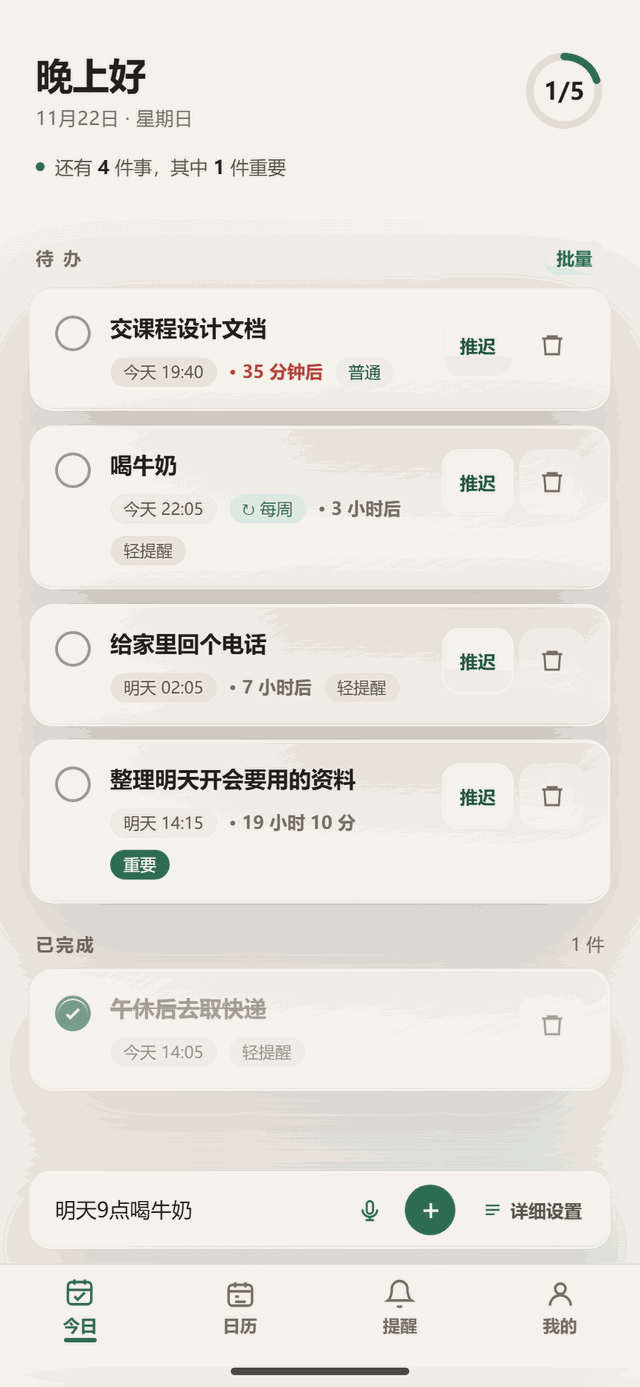 晚上好
1/5
11月22日 · 星期日
还有 4 件事，其中 1 件重要
待办
批量
交课程设计文档
推迟
今天 19:40 • 35 分钟后 普通
喝牛奶
推迟
今天 22:05 ↻ 每周 • 3 小时后
轻提醒
给家里回个电话
推迟
明天 02:05 • 7 小时后 轻提醒
整理明天开会要用的资料
推迟
明天 14:15 • 19 小时 10 分
重要
已完成
1 件
午休后去取快递
今天 14:05 轻提醒
明天9点喝牛奶
详细设置
今日 日历 提醒 我的